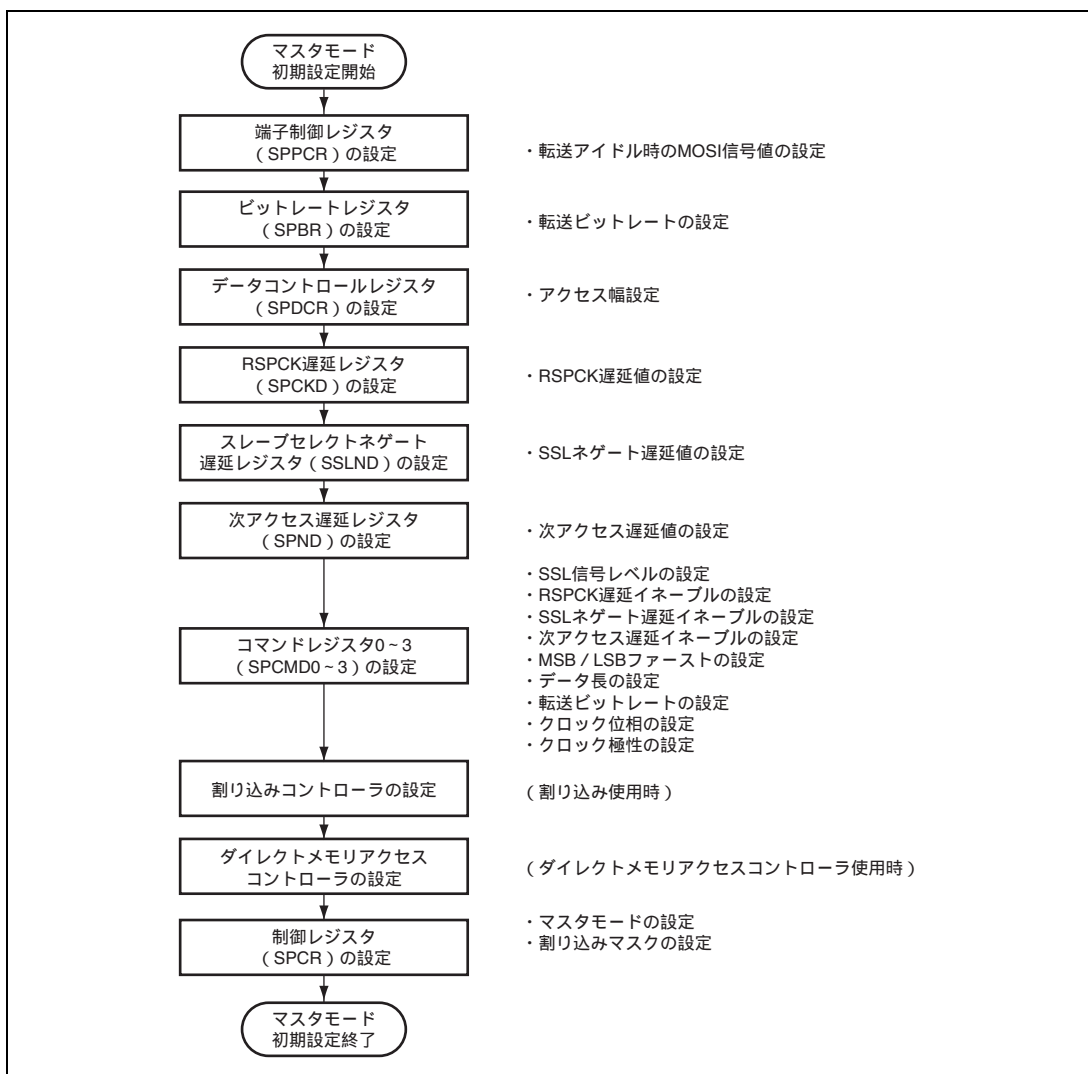 マスタモード
初期設定開始
端子制御レジスタ
(SPPCR)の設定
・転送アイドル時のMOSI信号値の設定
ビットレートレジスタ
(SPBR)の設定
・転送ビットレートの設定
データコントロールレジスタ
(SPDCR)の設定
・アクセス幅設定
RSPCK遅延レジスタ
(SPCKD)の設定
・RSPCK遅延値の設定
スレーブセレクトネゲート
遅延レジスタ(SSLND)の設定
・SSLネゲート遅延値の設定
次アクセス遅延レジスタ
(SPND)の設定
・次アクセス遅延値の設定
コマンドレジスタ0~3
(SPCMD0~3)の設定
・SSL信号レベルの設定
・RSPCK遅延イネーブルの設定
・SSLネゲート遅延イネーブルの設定
・次アクセス遅延イネーブルの設定
・MSB/LSBファーストの設定
・データ長の設定
・転送ビットレートの設定
・クロック位相の設定
・クロック極性の設定
割り込みコントローラの設定
(割り込み使用時)
ダイレクトメモリアクセス
コントローラの設定
(ダイレクトメモリアクセスコントローラ使用時)
制御レジスタ
(SPCR)の設定
・マスタモードの設定
・割り込みマスクの設定
マスタモード
初期設定終了